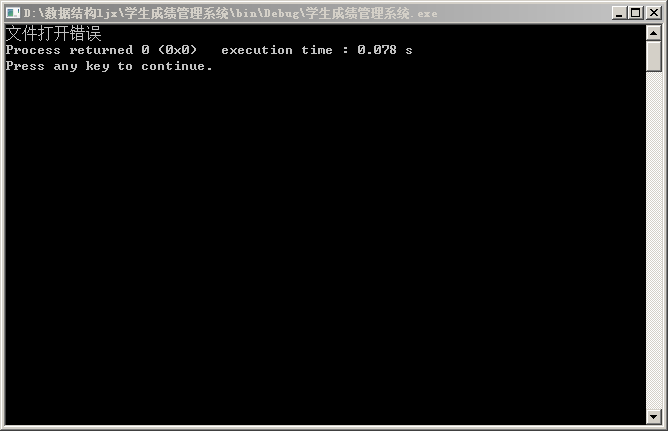 D:\数据结构ljx\学生成绩管理系统\bin\Debug\学生成绩管理系统.exe
文件打开错误
Process returned 0 (0x0)   execution time : 0.078 s
Press any key to continue.